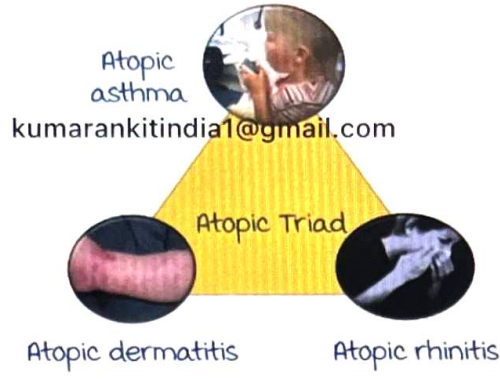 Atopic
asthma
kumarankitindia1@gmail.com
Atopic Triad
Atopic dermatitis
Atopic rhinitis